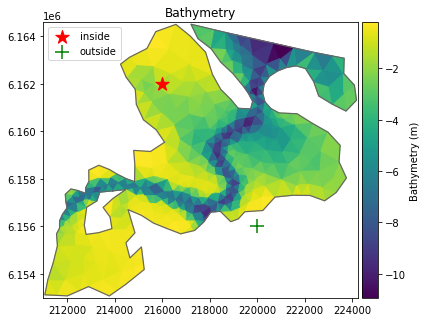 Bathymetry
1e6
inside
outside
6.164
6.162
6.160
6.158
6.156
6.154
212000 214000 216000 218000 220000 222000 224000
−2
−4
−6
−8
−10
Bathymetry (m)